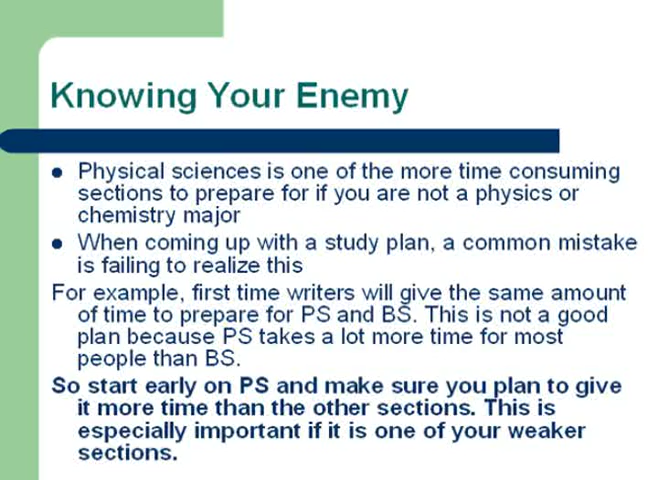 Knowing Your Enemy
Physical sciences is one of the more time consuming
sections to prepare for if you are not a physics or
chemistry major
When coming up with a study plan, a common mistake
is failing to realize this
For example, first time writers will give the same amount
of time to prepare for PS and BS. This is not a good
plan because PS takes a lot more time for most
people than BS.
So start early on PS and make sure you plan to give
it more time than the other sections. This is
especially important if it is one of your weaker
sections.